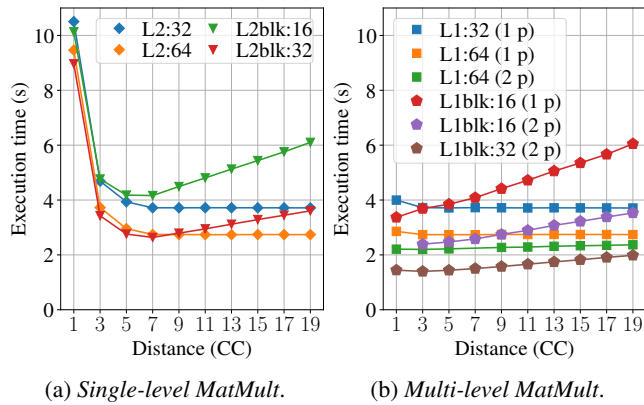 L2:32 L2blk:16
L2:64 L2blk:32
Execution time (s)
10
8
6
4
2
0
1 3 5 7 9 11 13 15 17 19
Distance (CC)
(a) Single-level MatMult.
L1:32 (1 p)
L1:64 (1 p)
L1:64 (2 p)
L1blk:16 (1 p)
L1blk:16 (2 p)
L1blk:32 (2 p)
Execution time (s)
10
8
6
4
2
0
1 3 5 7 9 11 13 15 17 19
Distance (CC)
(b) Multi-level MatMult.